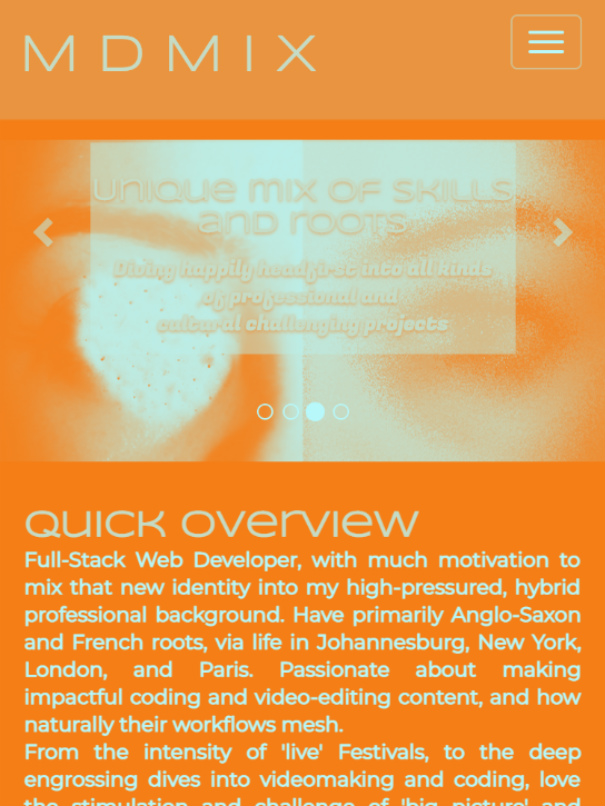 MDMIX
unique mix of skills
and roots
Diving happily headfirst into all kinds
of professional and
cultural challenging projects
Quick overview
Full-Stack Web Developer, with much motivation to
mix that new identity into my high-pressured, hybrid
professional background. Have primarily Anglo-Saxon
and French roots, via life in Johannesburg, New York,
London, and Paris. Passionate about making
impactful coding and video-editing content, and how
naturally their workflows mesh.
From the intensity of 'live' Festivals, to the deep
engrossing dives into videomaking and coding, love
the stimulation and challenge of 'big picture and